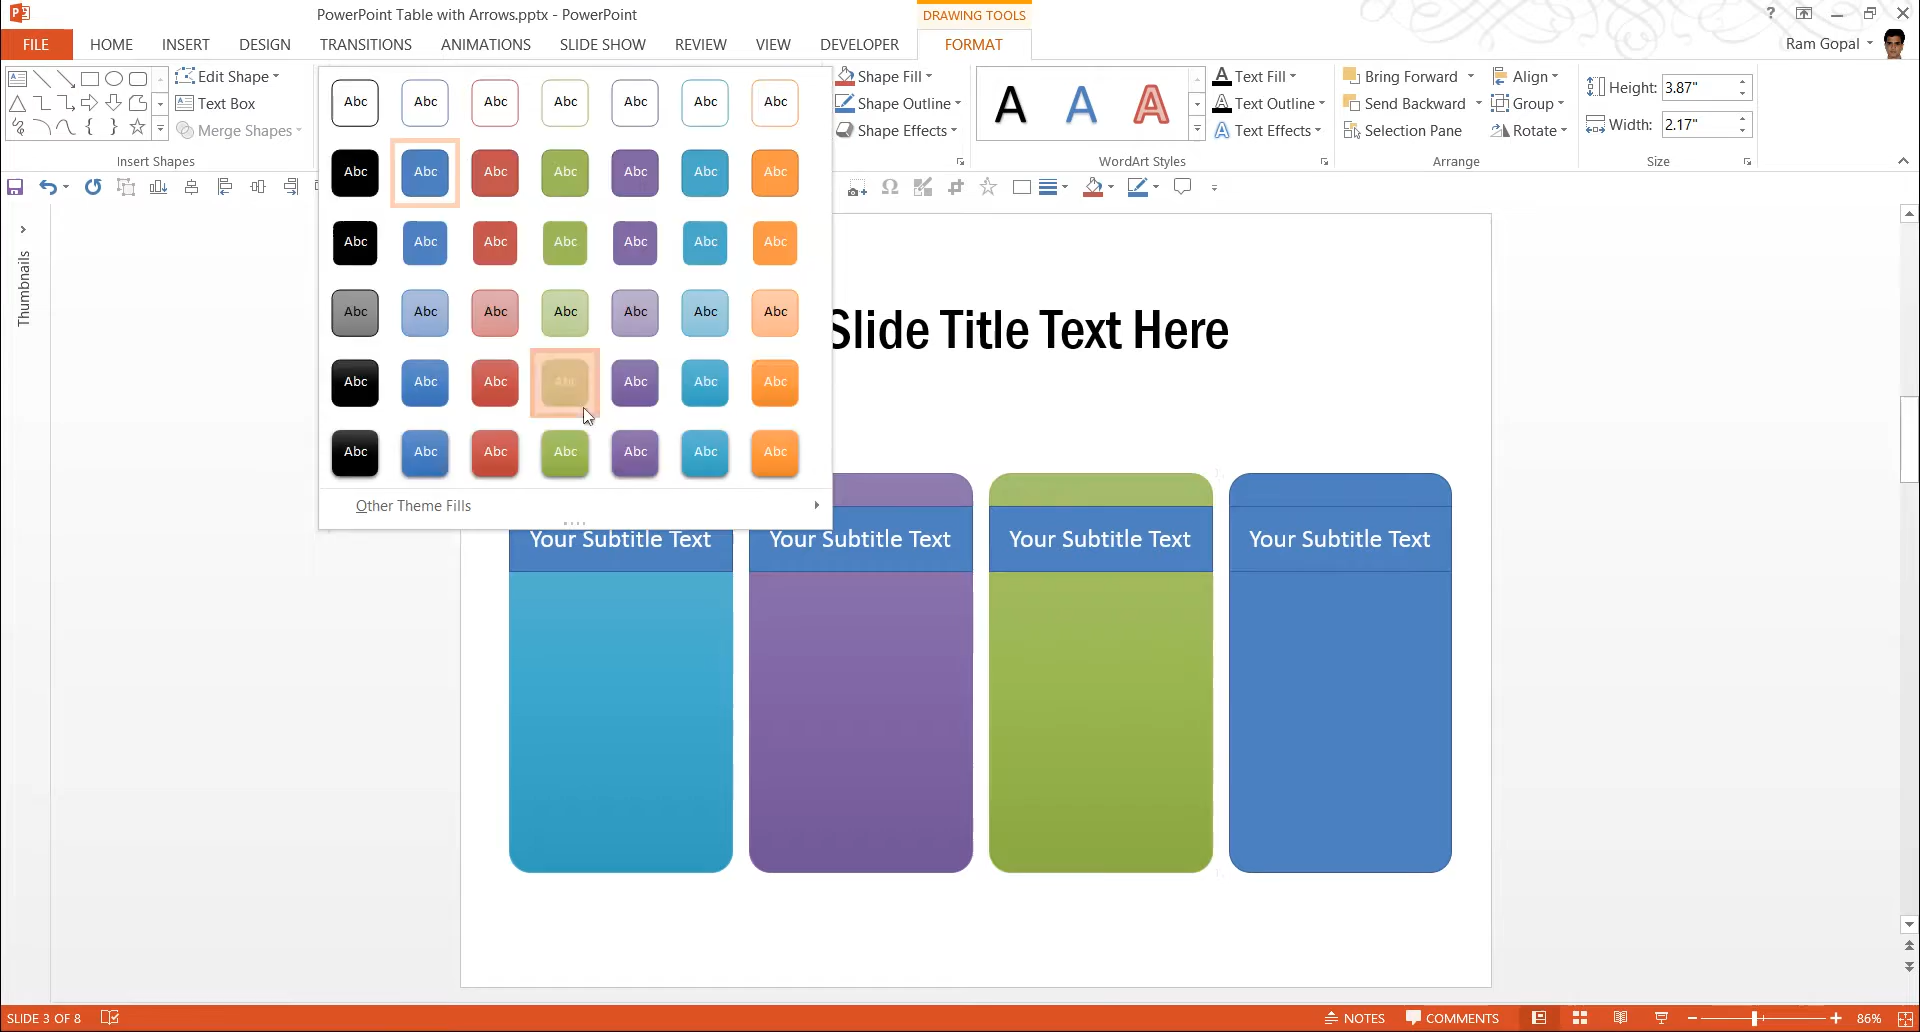 PowerPoint Table with Arrows.pptx - PowerPoint
DRAWING TOOLS
?
FILE HOME INSERT DESIGN TRANSITIONS ANIMATIONS SLIDE SHOW REVIEW VIEW DEVELOPER FORMAT
Ram Gopal
Edit Shape
Text Box
Merge Shapes
Insert Shapes
Shape Fill
Shape Outline
Shape Effects
A A A
WordArt Styles
Text Fill
Text Outline
Text Effects
Bring Forward
Send Backward
Selection Pane
Align
Group
Rotate
Arrange
Height: 3.87"
Width: 2.17"
Size
Abc Abc Abc Abc Abc Abc Abc
Abc Abc Abc Abc Abc Abc Abc
Abc Abc Abc Abc Abc Abc Abc
Abc Abc Abc Abc Abc Abc Abc
Abc Abc Abc Abc Abc Abc Abc
Abc Abc Abc Abc Abc Abc Abc
Other Theme Fills
Thumbnails
Slide Title Text Here
Your Subtitle Text Your Subtitle Text Your Subtitle Text Your Subtitle Text
SLIDE 3 OF 8
NOTES COMMENTS 86%